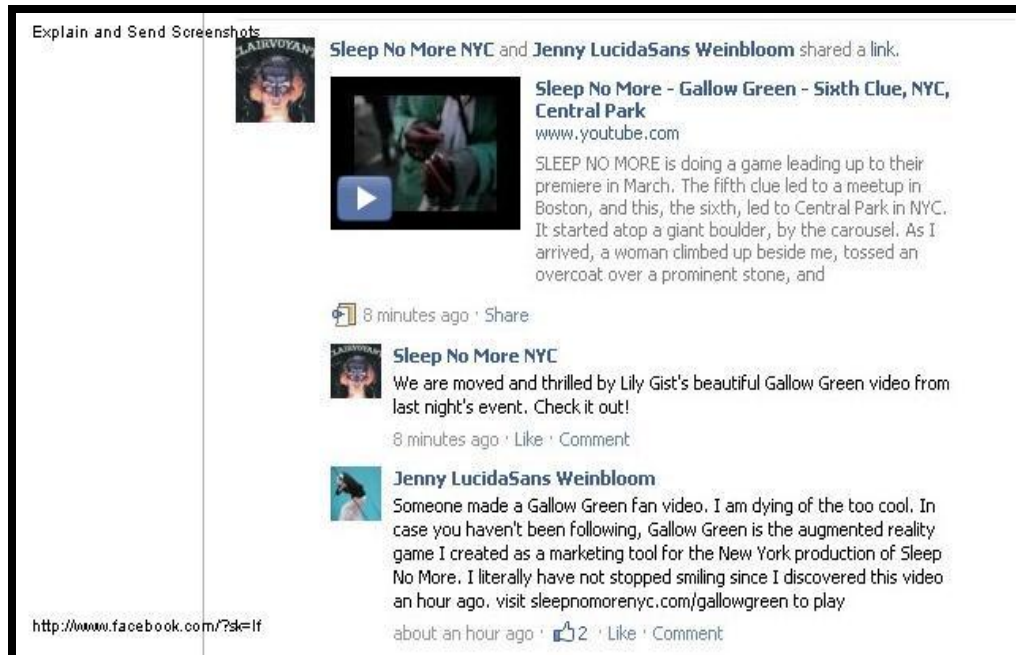 Explain and Send Screenshots
CLAIRVOYANT
Sleep No More NYC and Jenny LucidaSans Weinbloom shared a link.
Sleep No More - Gallow Green - Sixth Clue, NYC,
Central Park
www.youtube.com
SLEEP NO MORE is doing a game leading up to their
premiere in March. The fifth clue led to a meetup in
Boston, and this, the sixth, led to Central Park in NYC.
It started atop a giant boulder, by the carousel. As I
arrived, a woman climbed up beside me, tossed an
overcoat over a prominent stone, and
8 minutes ago · Share
Sleep No More NYC
We are moved and thrilled by Lily Gist's beautiful Gallow Green video from
last night's event. Check it out!
8 minutes ago · Like · Comment
Jenny LucidaSans Weinbloom
Someone made a Gallow Green fan video. I am dying of the too cool. In
case you haven't been following, Gallow Green is the augmented reality
game I created as a marketing tool for the New York production of Sleep
No More. I literally have not stopped smiling since I discovered this video
an hour ago. visit sleepnomorenyc.com/gallowgreen to play
about an hour ago · 2 · Like · Comment
http://www.facebook.com/?sk=lf